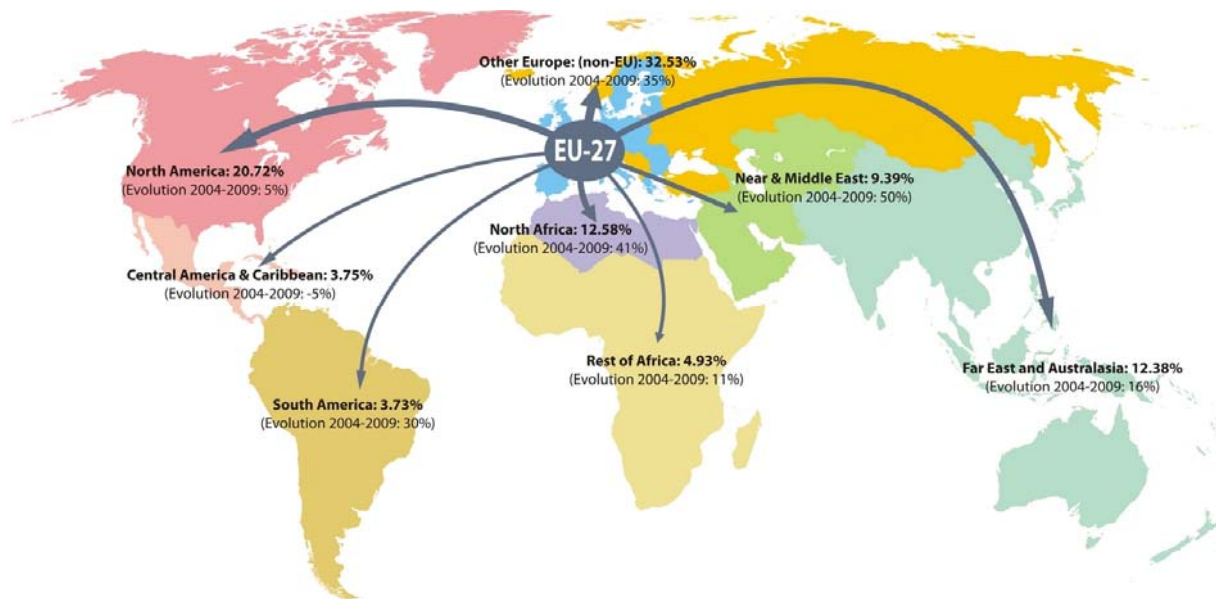 Other Europe: (non-EU): 32.53%
(Evolution 2004-2009: 35%)
EU-27
North America: 20.72%
(Evolution 2004-2009: 5%)
Near & Middle East: 9.39%
(Evolution 2004-2009: 50%)
North Africa: 12.58%
(Evolution 2004-2009: 41%)
Central America & Caribbean: 3.75%
(Evolution 2004-2009: -5%)
Rest of Africa: 4.93%
(Evolution 2004-2009: 11%)
Far East and Australasia: 12.38%
(Evolution 2004-2009: 16%)
South America: 3.73%
(Evolution 2004-2009: 30%)